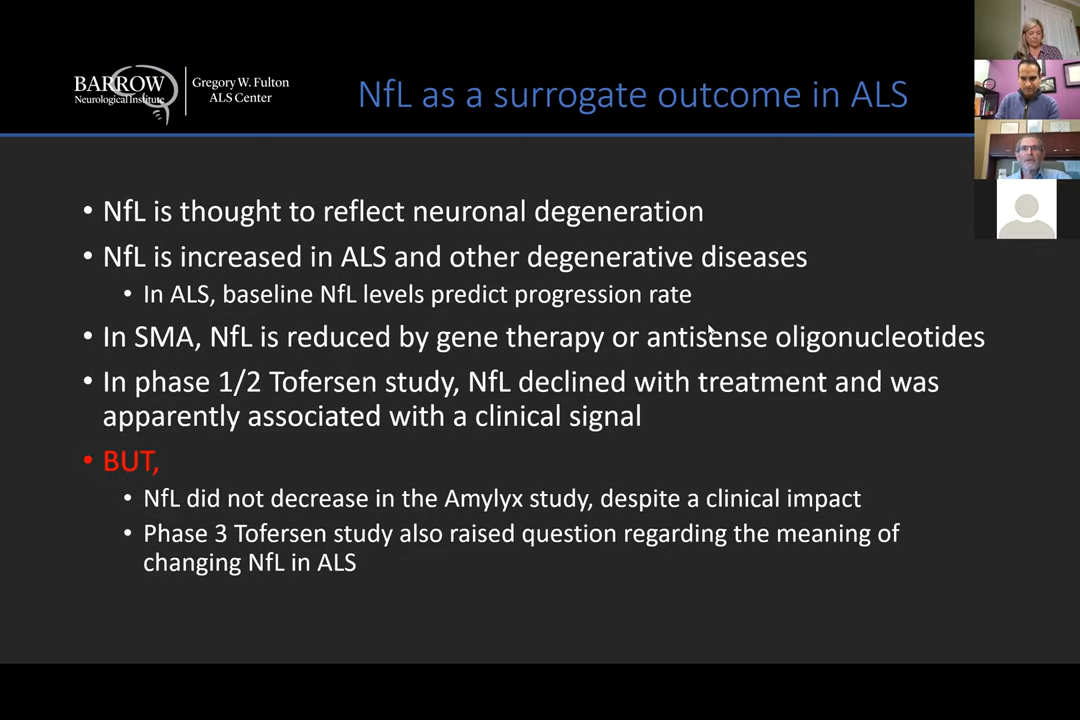 BARROW
Neurological Institute
Gregory W. Fulton
ALS Center
NfL as a surrogate outcome in ALS
• NfL is thought to reflect neuronal degeneration
• NfL is increased in ALS and other degenerative diseases
• In ALS, baseline NfL levels predict progression rate
• In SMA, NfL is reduced by gene therapy or antisense oligonucleotides
• In phase 1/2 Tofersen study, NfL declined with treatment and was
apparently associated with a clinical signal
• BUT,
• NfL did not decrease in the Amylyx study, despite a clinical impact
• Phase 3 Tofersen study also raised question regarding the meaning of
changing NfL in ALS